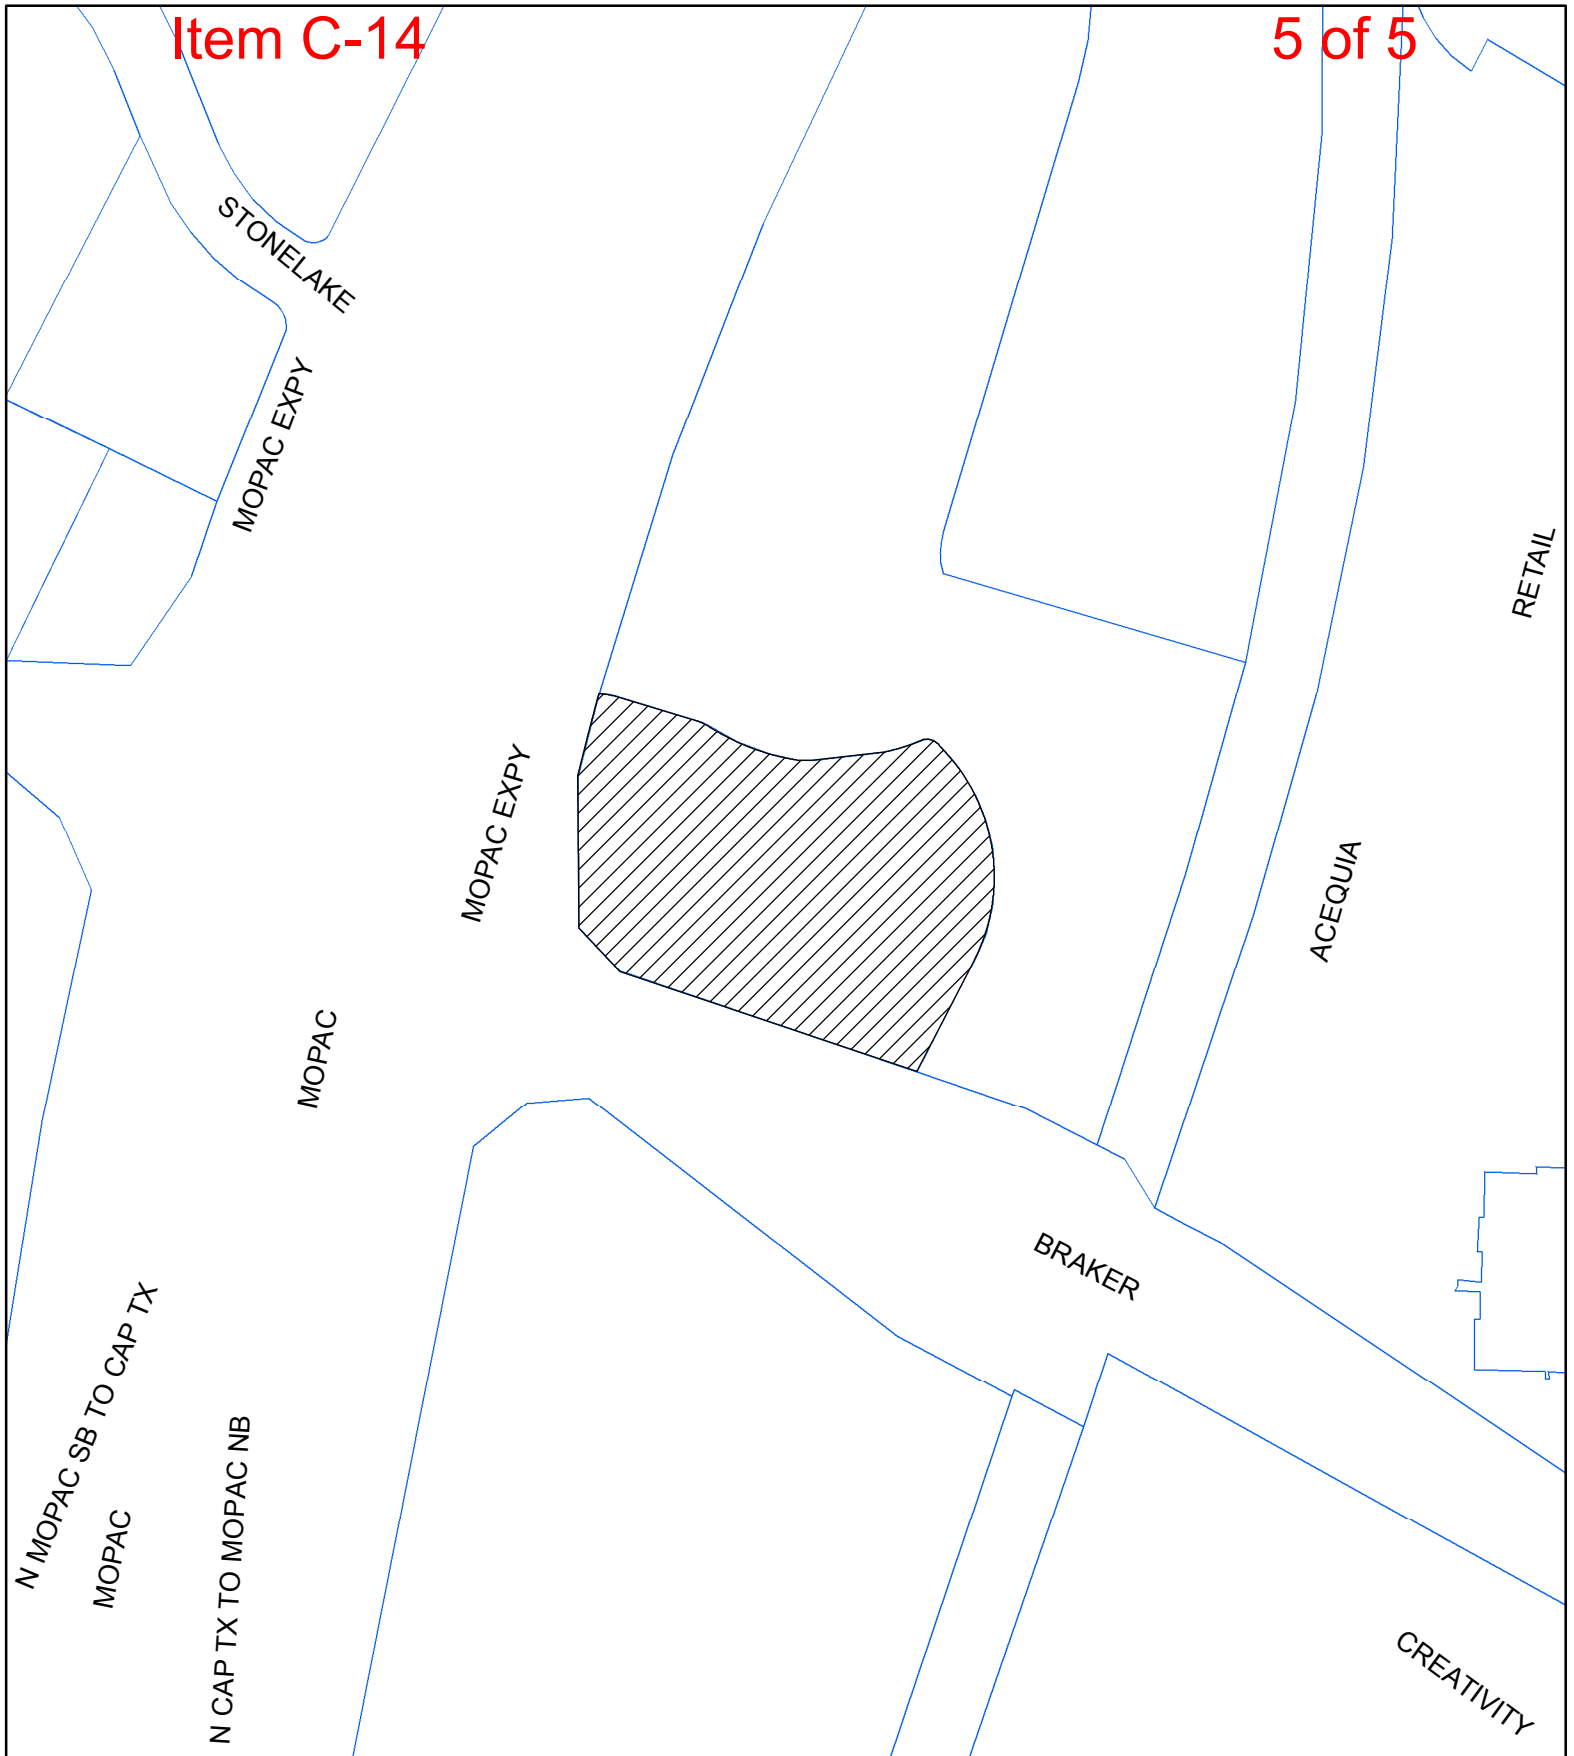 Item C-14
5 of 5
STONELAKE
MOPAC EXPY
RETAIL
MOPAC EXPY
ACEQUIA
MOPAC
BRAKER
N MOPAC SB TO CAP TX
MOPAC
N CAP TX TO MOPAC NB
CREATIVITY